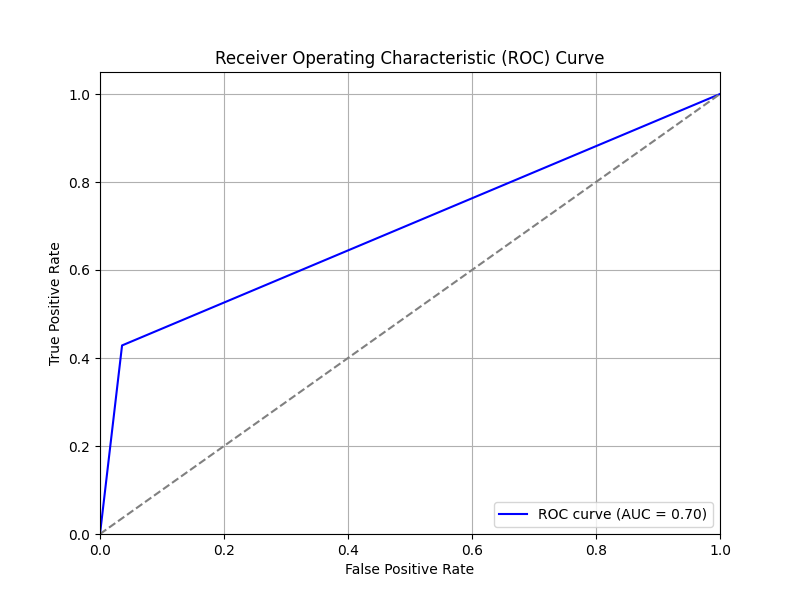 Receiver Operating Characteristic (ROC) Curve
1.0
0.8
0.6
0.4
0.2
0.0
True Positive Rate
0.0 0.2 0.4 0.6 0.8 1.0
False Positive Rate
ROC curve (AUC = 0.70)